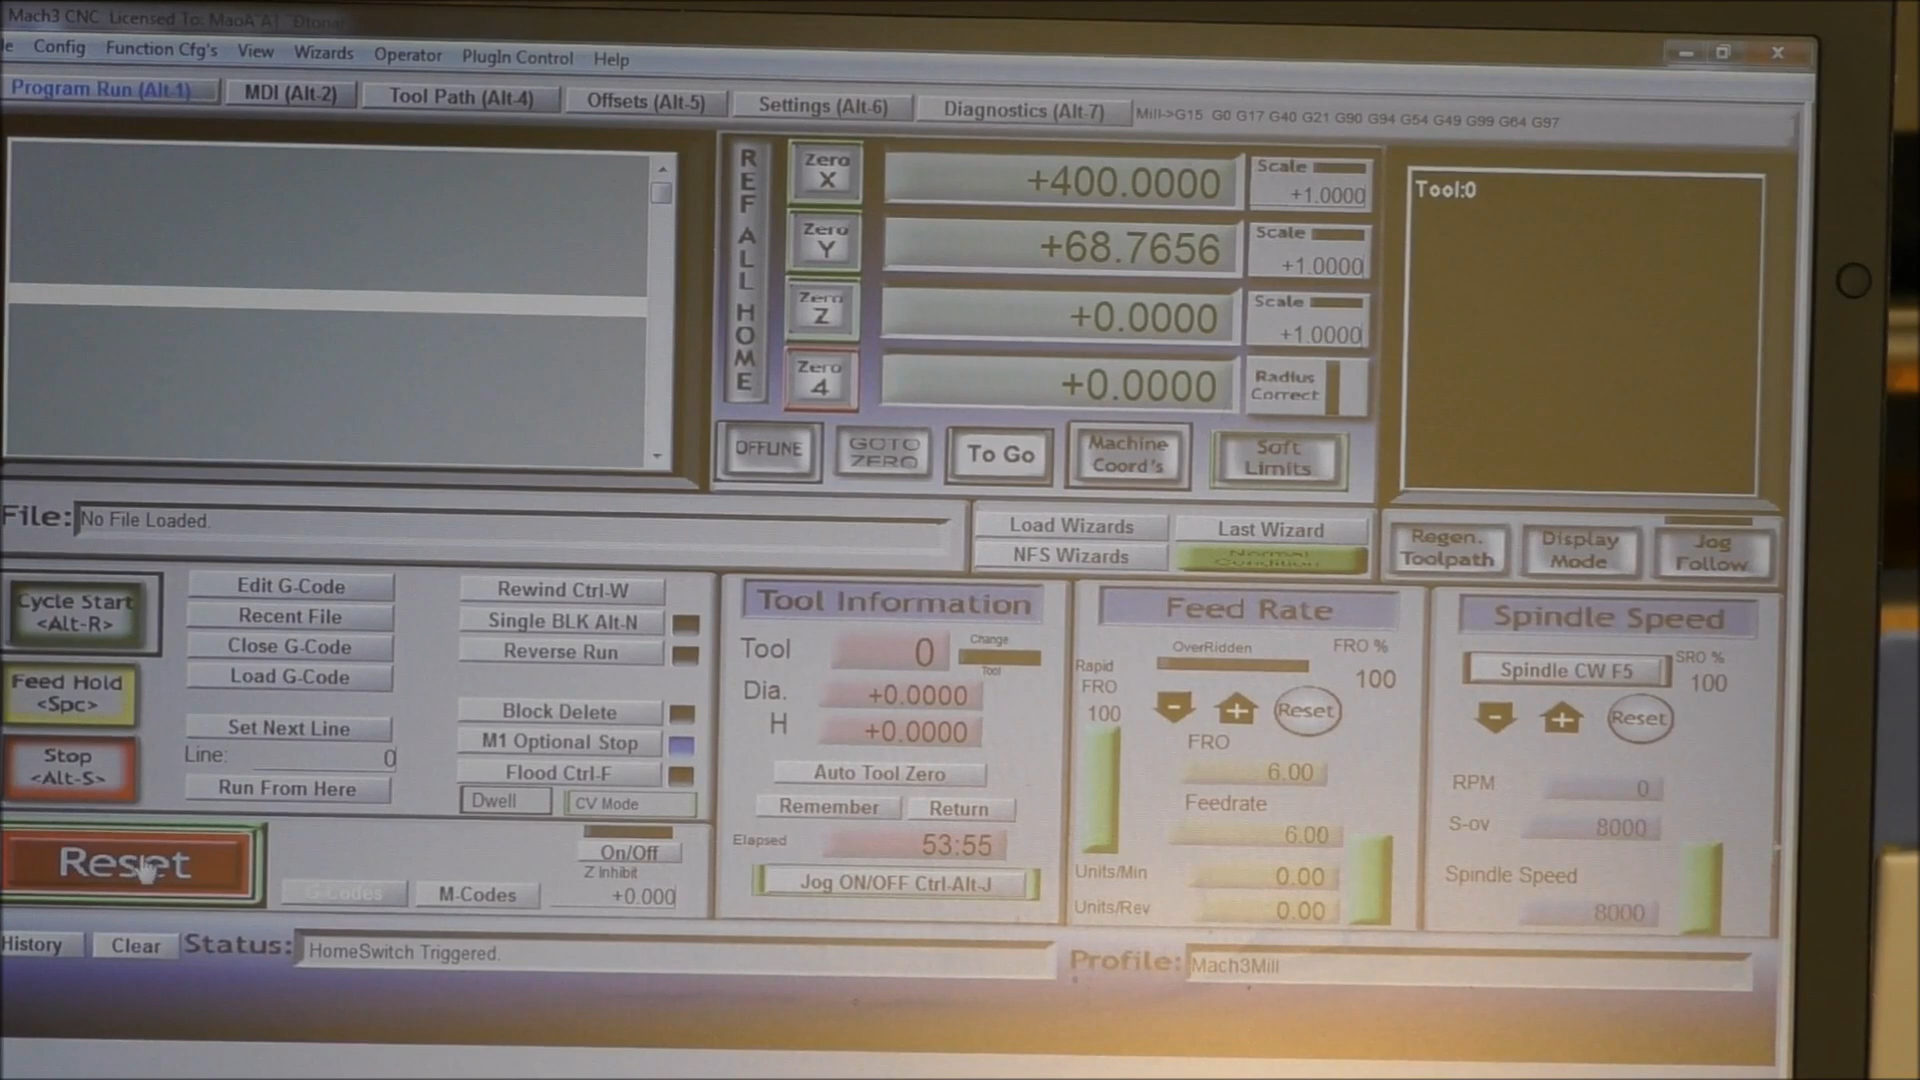 Mach3 CNC Licensed To:
le Config Function Cfg's View Wizards Operator PlugIn Control Help
Program Run (Alt-1) MDI (Alt-2) Tool Path (Alt-4) Offsets (Alt-5) Settings (Alt-6) Diagnostics (Alt-7) Mill->G15 G0 G17 G40 G21 G90 G94 G54 G49 G99 G64 G97
REF ALL HOME
Zero X +400.0000 Scale +1.0000
Zero Y +68.7656 Scale +1.0000
Zero Z +0.0000 Scale +1.0000
Zero 4 +0.0000 Radius Correct
OFFLINE GOTO ZERO To Go Machine Coord's Soft Limits
Tool:0
File: No File Loaded.
Load Wizards Last Wizard
NFS Wizards Normal Condition
Regen. Toolpath Display Mode Jog Follow
Cycle Start <Alt-R>
Feed Hold <Spc>
Stop <Alt-S>
Reset
Edit G-Code
Recent File
Close G-Code
Load G-Code
Set Next Line
Line: 0
Run From Here
Rewind Ctrl-W
Single BLK Alt-N
Reverse Run
Block Delete
M1 Optional Stop
Flood Ctrl-F
Dwell CV Mode
G-Codes M-Codes
On/Off
Z Inhibit
+0.000
Tool Information
Tool 0 Change Tool
Dia. +0.0000
H +0.0000
Auto Tool Zero
Remember Return
Elapsed 53:55
Jog ON/OFF Ctrl-Alt-J
Feed Rate
OverRidden FRO %
Rapid FRO 100
100
Reset
FRO
6.00
Feedrate
6.00
Units/Min 0.00
Units/Rev 0.00
Spindle Speed
Spindle CW F5 SRO %
100
Reset
RPM 0
S-ov 8000
Spindle Speed
8000
History Clear Status: HomeSwitch Triggered. Profile: Mach3Mill